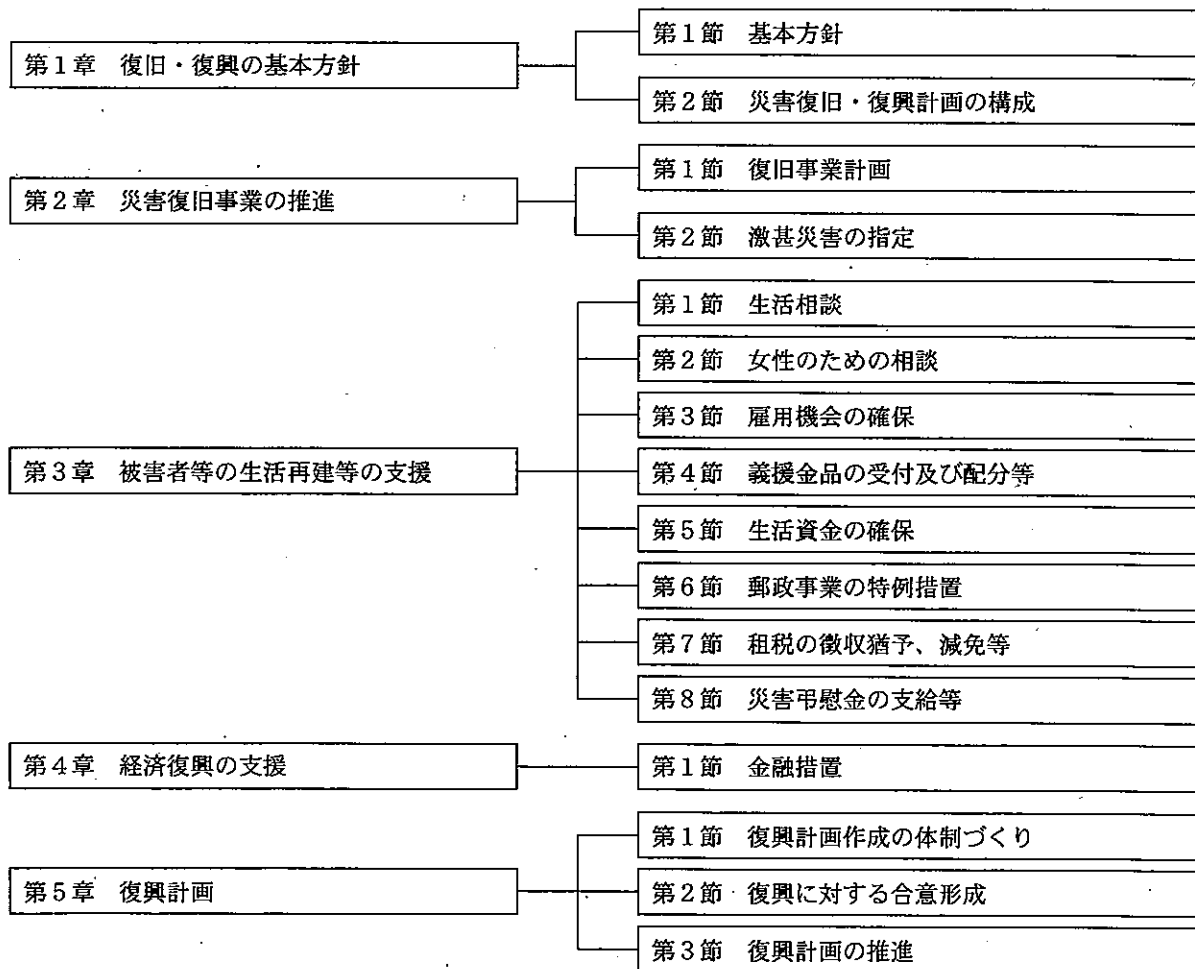 第１章　復旧・復興の基本方針
第１節　基本方針
第２節　災害復旧・復興計画の構成
第２章　災害復旧事業の推進
第１節　復旧事業計画
第２節　激甚災害の指定
第３章　被害者等の生活再建等の支援
第１節　生活相談
第２節　女性のための相談
第３節　雇用機会の確保
第４節　義援金品の受付及び配分等
第５節　生活資金の確保
第６節　郵政事業の特例措置
第７節　租税の徴収猶予、減免等
第８節　災害弔慰金の支給等
第４章　経済復興の支援
第１節　金融措置
第５章　復興計画
第１節　復興計画作成の体制づくり
第２節　復興に対する合意形成
第３節　復興計画の推進